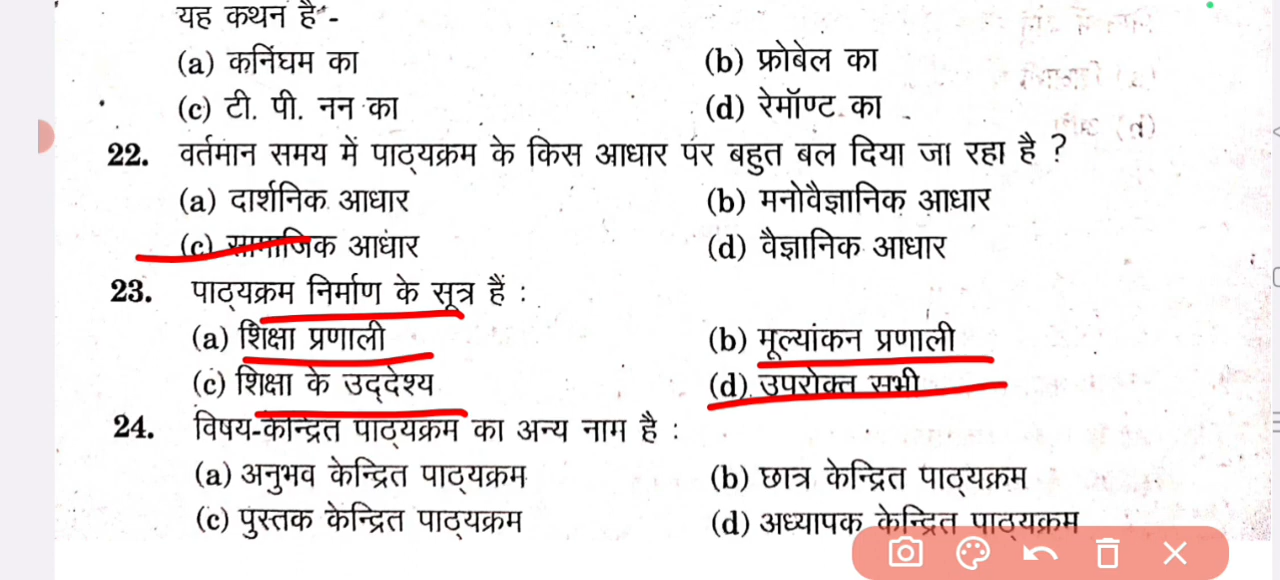 यह कथन है -
(a) कनिंघम का (b) फ्रोबेल का
(c) टी. पी. नन का (d) रेमॉण्ट का
22. वर्तमान समय में पाठ्यक्रम के किस आधार पर बहुत बल दिया जा रहा है ?
(a) दार्शनिक आधार (b) मनोवैज्ञानिक आधार
(c) सामाजिक आधार (d) वैज्ञानिक आधार
23. पाठ्यक्रम निर्माण के सूत्र हैं :
(a) शिक्षा प्रणाली (b) मूल्यांकन प्रणाली
(c) शिक्षा के उद्देश्य (d) उपरोक्त सभी
24. विषय-केन्द्रित पाठ्यक्रम का अन्य नाम है :
(a) अनुभव केन्द्रित पाठ्यक्रम (b) छात्र केन्द्रित पाठ्यक्रम
(c) पुस्तक केन्द्रित पाठ्यक्रम (d) अध्यापक केन्द्रित पाठ्यक्रम